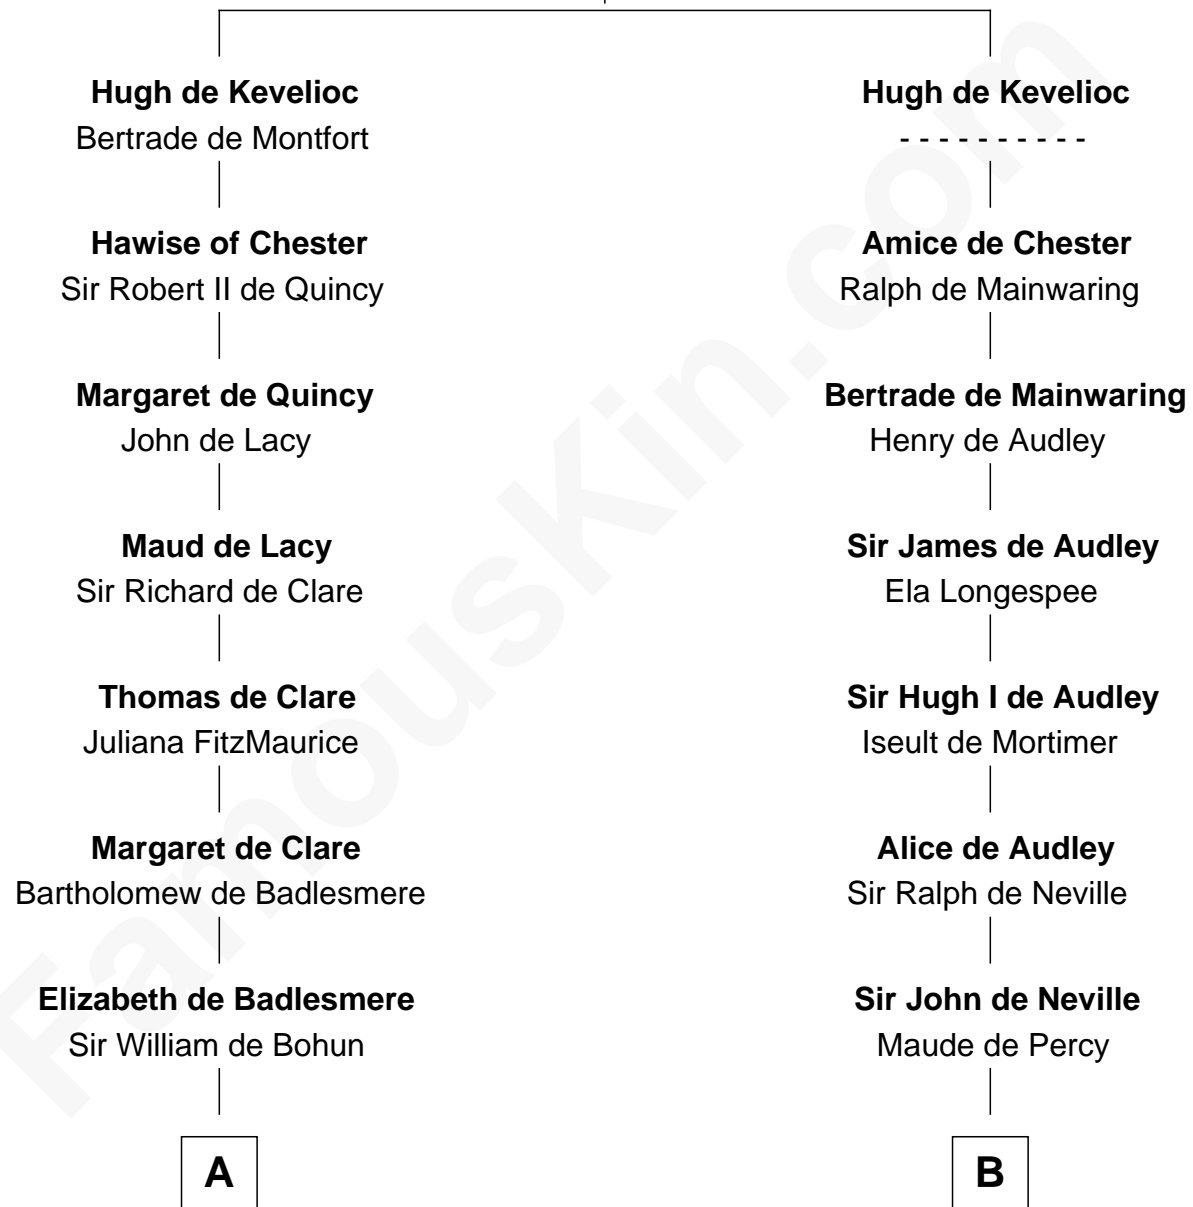 Hugh de Kevelioc
Bertrade de Montfort
Hawise of Chester
Sir Robert II de Quincy
Margaret de Quincy
John de Lacy
Maud de Lacy
Sir Richard de Clare
Thomas de Clare
Juliana FitzMaurice
Margaret de Clare
Bartholomew de Badlesmere
Elizabeth de Badlesmere
Sir William de Bohun
A
Hugh de Kevelioc
- - - - - - - - - -
Amice de Chester
Ralph de Mainwaring
Bertrade de Mainwaring
Henry de Audley
Sir James de Audley
Ela Longespee
Sir Hugh I de Audley
Iseult de Mortimer
Alice de Audley
Sir Ralph de Neville
Sir John de Neville
Maude de Percy
B
FamousKin.com